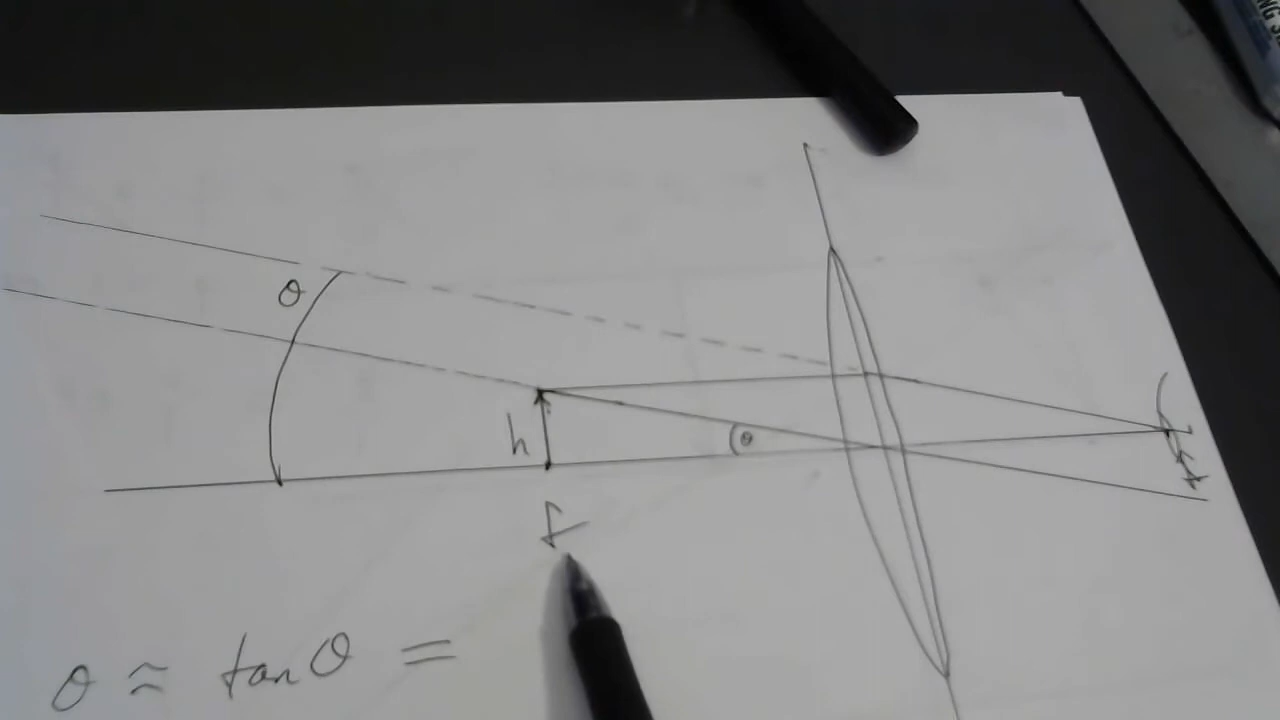 θ
h
θ
f
θ ≈ tan θ =